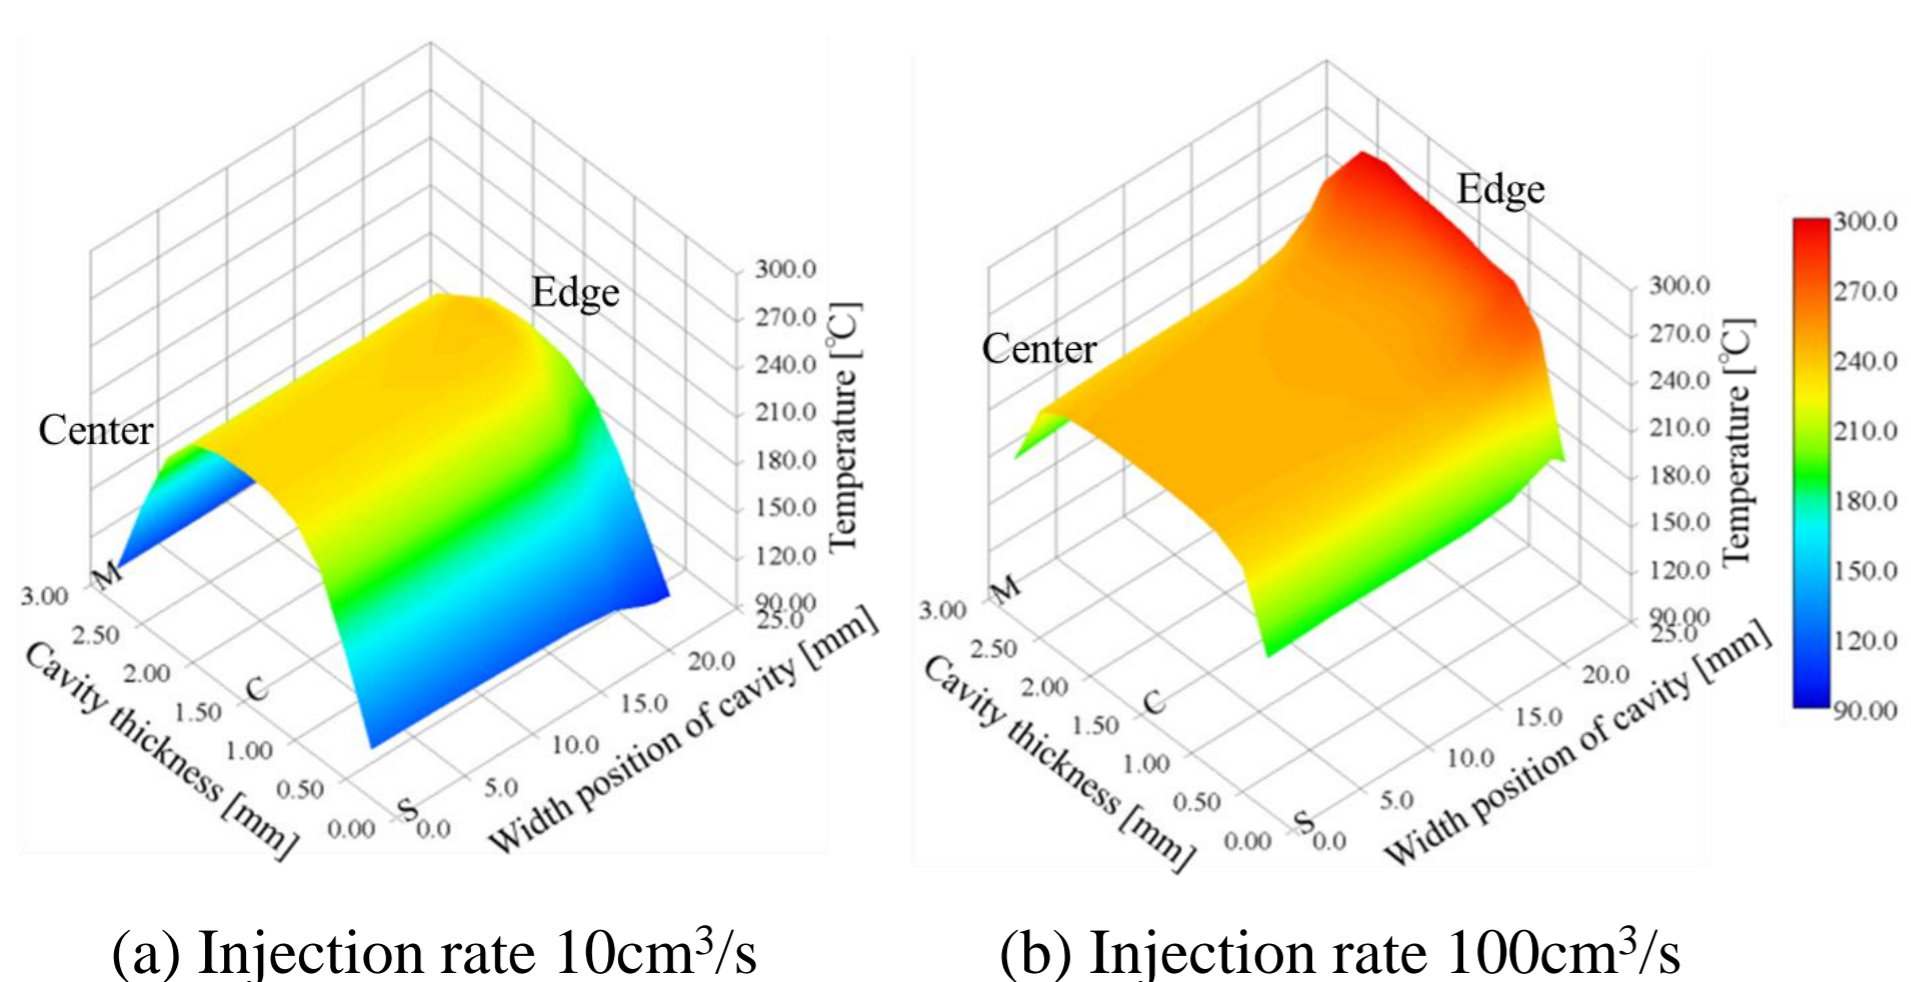 Center
Edge
300.0
270.0
240.0
210.0
180.0
150.0
120.0
90.00
Temperature [°C]
M
C
S
3.00
2.50
2.00
1.50
1.00
0.50
0.00
Cavity thickness [mm]
0.0
5.0
10.0
15.0
20.0
25.0
Width position of cavity [mm]
(a) Injection rate 10cm³/s
Center
Edge
300.0
270.0
240.0
210.0
180.0
150.0
120.0
90.00
Temperature [°C]
M
C
S
3.00
2.50
2.00
1.50
1.00
0.50
0.00
Cavity thickness [mm]
0.0
5.0
10.0
15.0
20.0
25.0
Width position of cavity [mm]
(b) Injection rate 100cm³/s
300.0
270.0
240.0
210.0
180.0
150.0
120.0
90.00